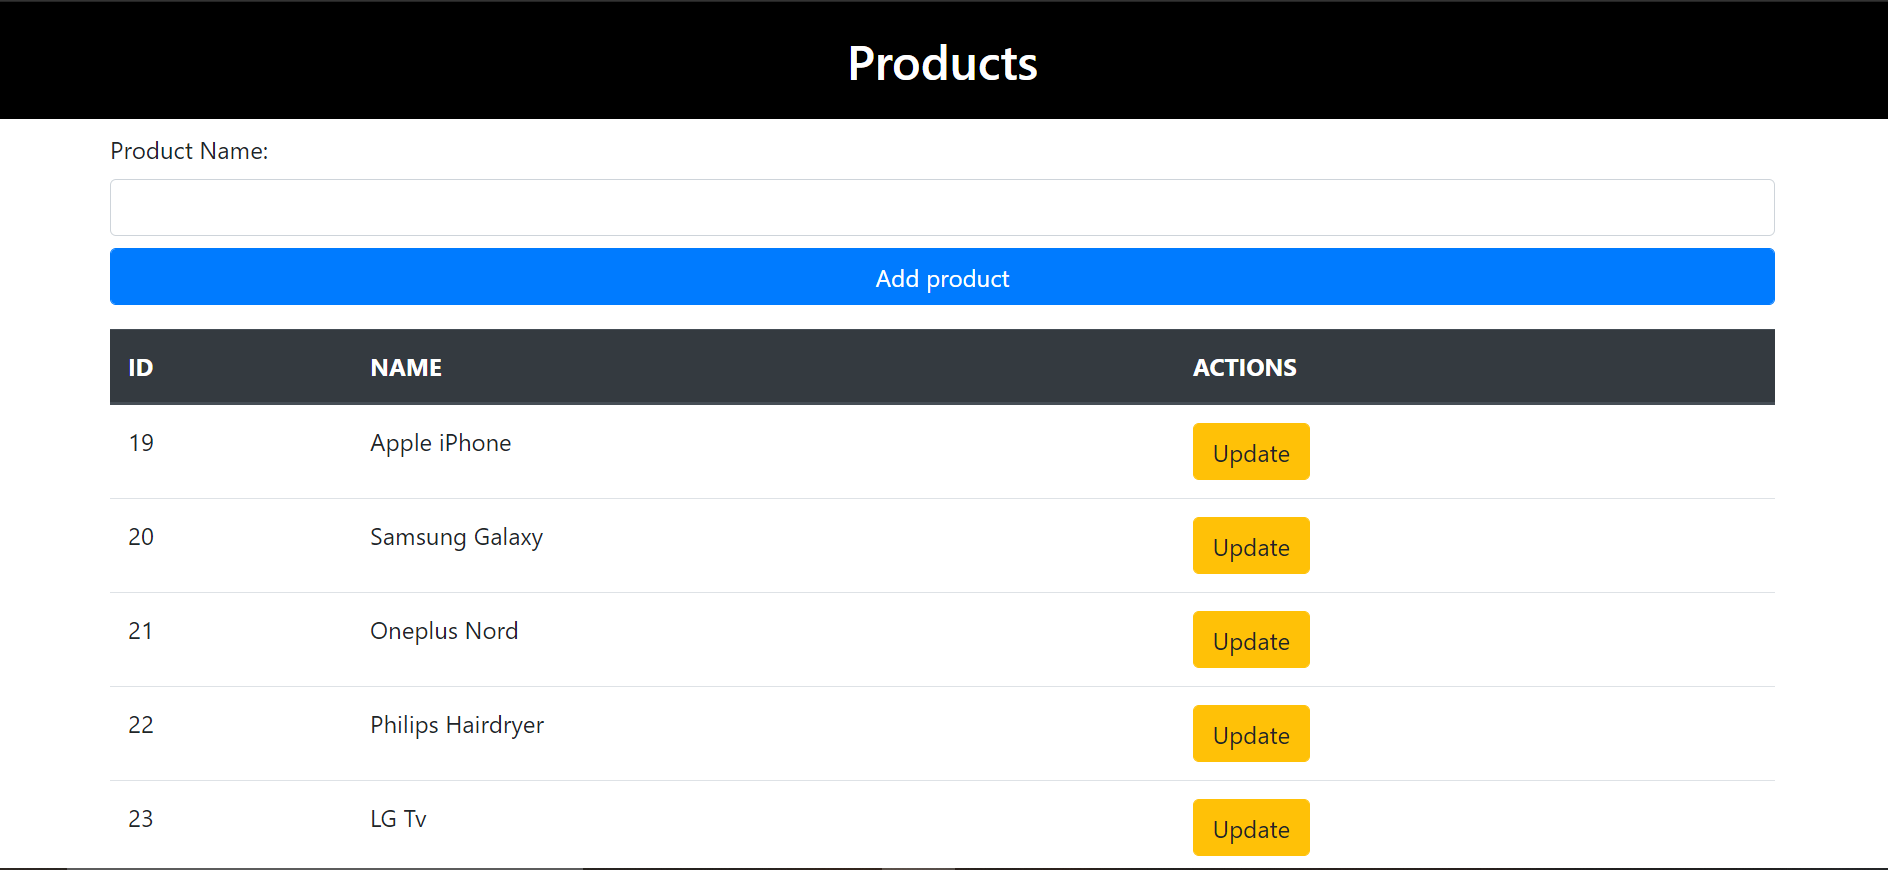 Products
Product Name:
Add product
ID NAME ACTIONS
19 Apple iPhone Update
20 Samsung Galaxy Update
21 Oneplus Nord Update
22 Philips Hairdryer Update
23 LG Tv Update